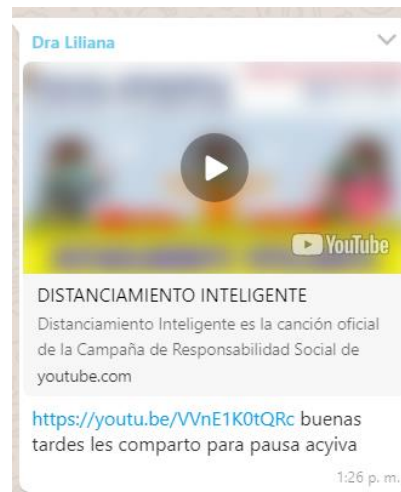 Dra Liliana
YouTube
DISTANCIAMIENTO INTELIGENTE
Distanciamiento Inteligente es la canción oficial
de la Campaña de Responsabilidad Social de
youtube.com
https://youtu.be/VVnE1K0tQRc buenas
tardes les comparto para pausa acyiva
1:26 p. m.